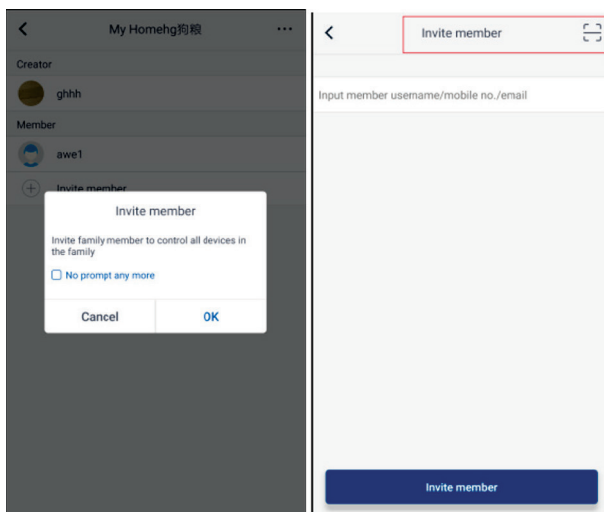 My Homehg狗粮
Creator
ghhh
Member
awe1
Invite member
Invite member
Invite family member to control all devices in
the family
No prompt any more
Cancel
OK
Invite member
Input member username/mobile no./email
Invite member